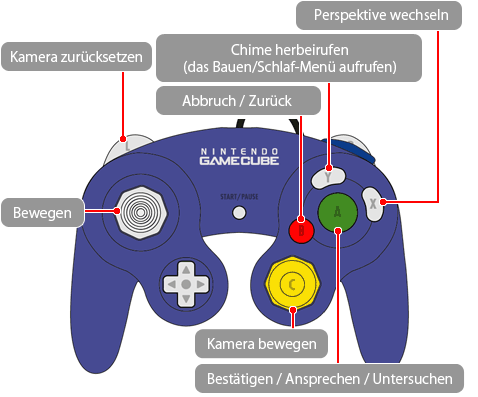 Perspektive wechseln
Chime herbeirufen
(das Bauen/Schlaf-Menü aufrufen)
Kamera zurücksetzen
Abbruch / Zurück
L
NINTENDO
GAMECUBE
Y
Bewegen
START/PAUSE
X
A
B
C
Kamera bewegen
Bestätigen / Ansprechen / Untersuchen